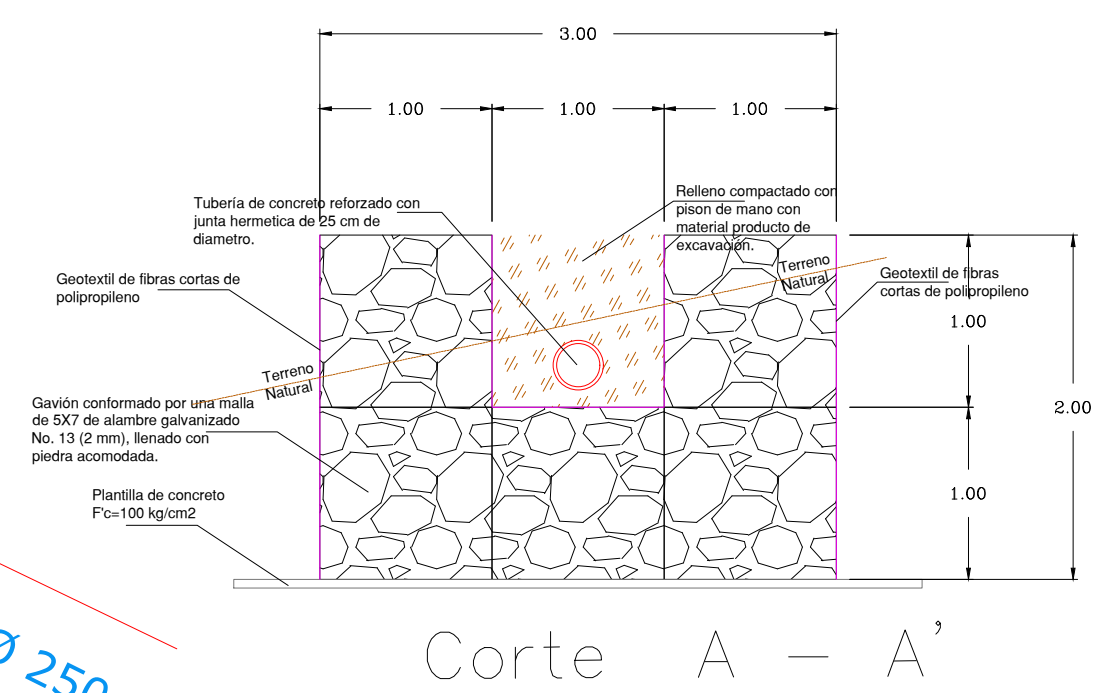 3.00
1.00
1.00
1.00
Tubería de concreto reforzado con
junta hermetica de 25 cm de
diametro.
Relleno compactado con
pison de mano con
material producto de
excavación.
Geotextil de fibras cortas de
polipropileno
Terreno
Natural
Geotextil de fibras
cortas de polipropileno
1.00
Terreno
Natural
Gavión conformado por una malla
de 5X7 de alambre galvanizado
No. 13 (2 mm), llenado con
piedra acomodada.
2.00
Plantilla de concreto
F'c=100 kg/cm2
1.00
Corte A - A'
Ø 250